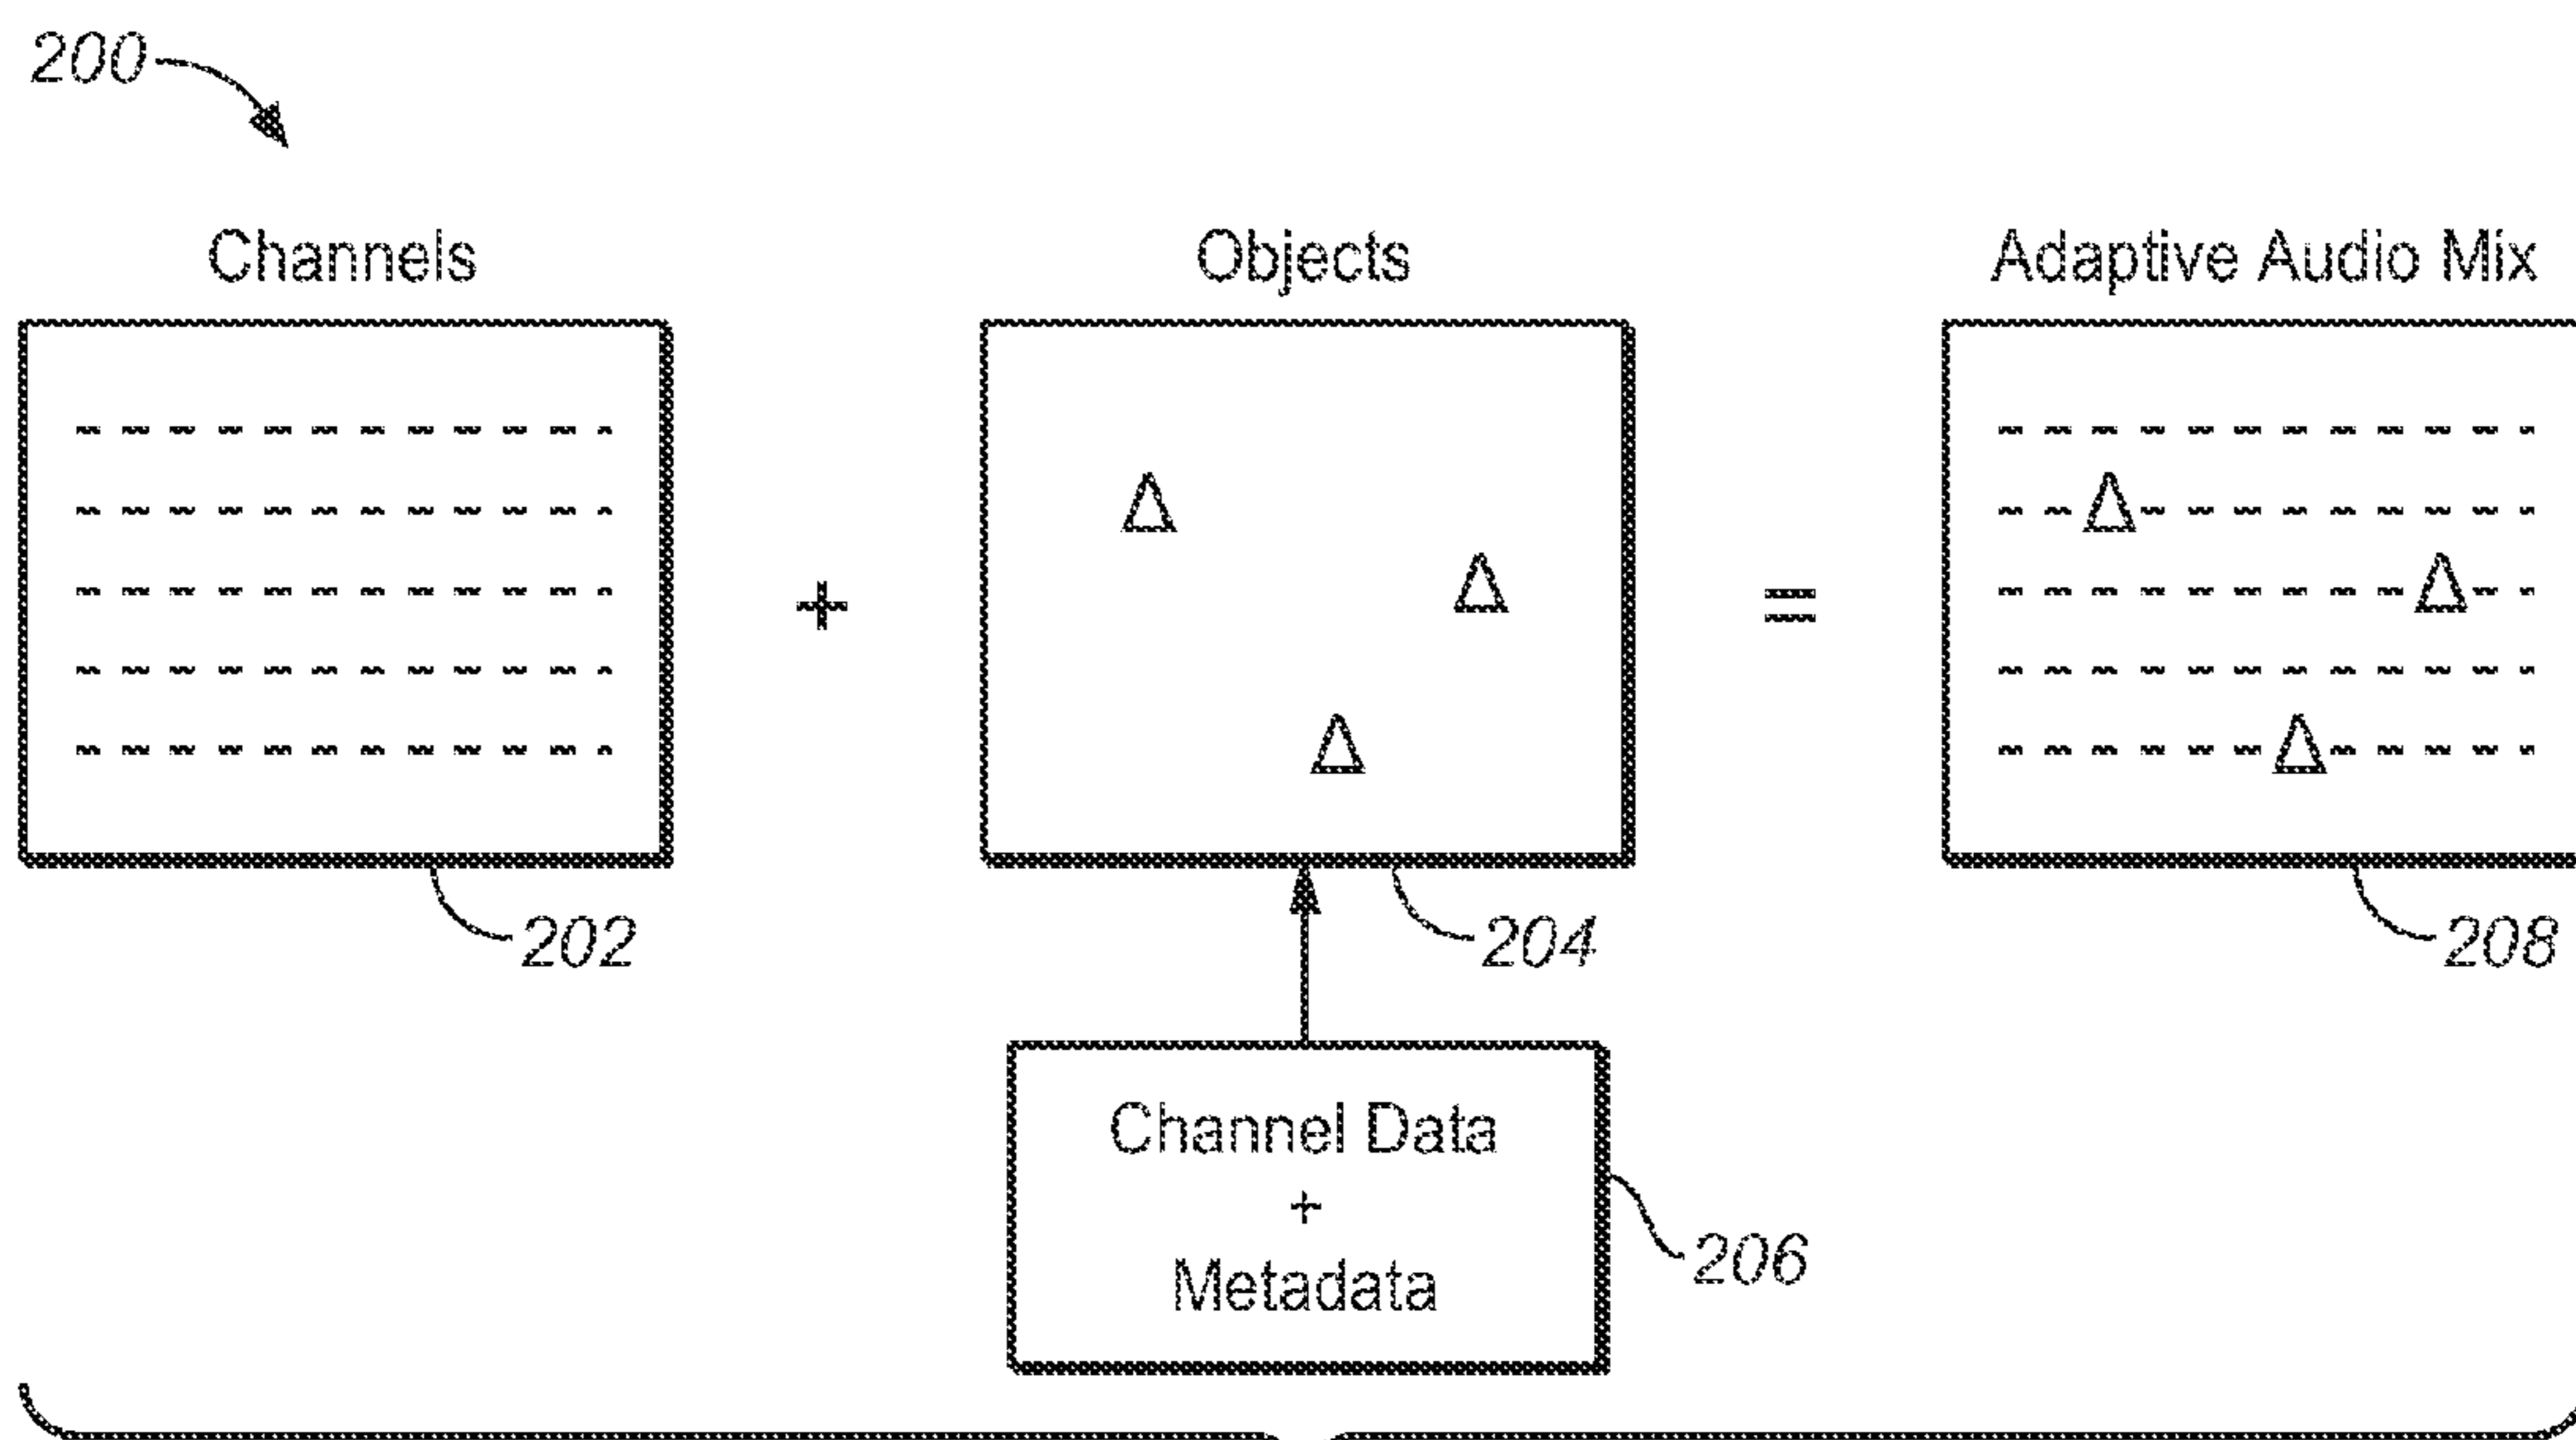 200
Channels
Objects
Adaptive Audio Mix
+
=
202
204
208
Channel Data
+
Metadata
206